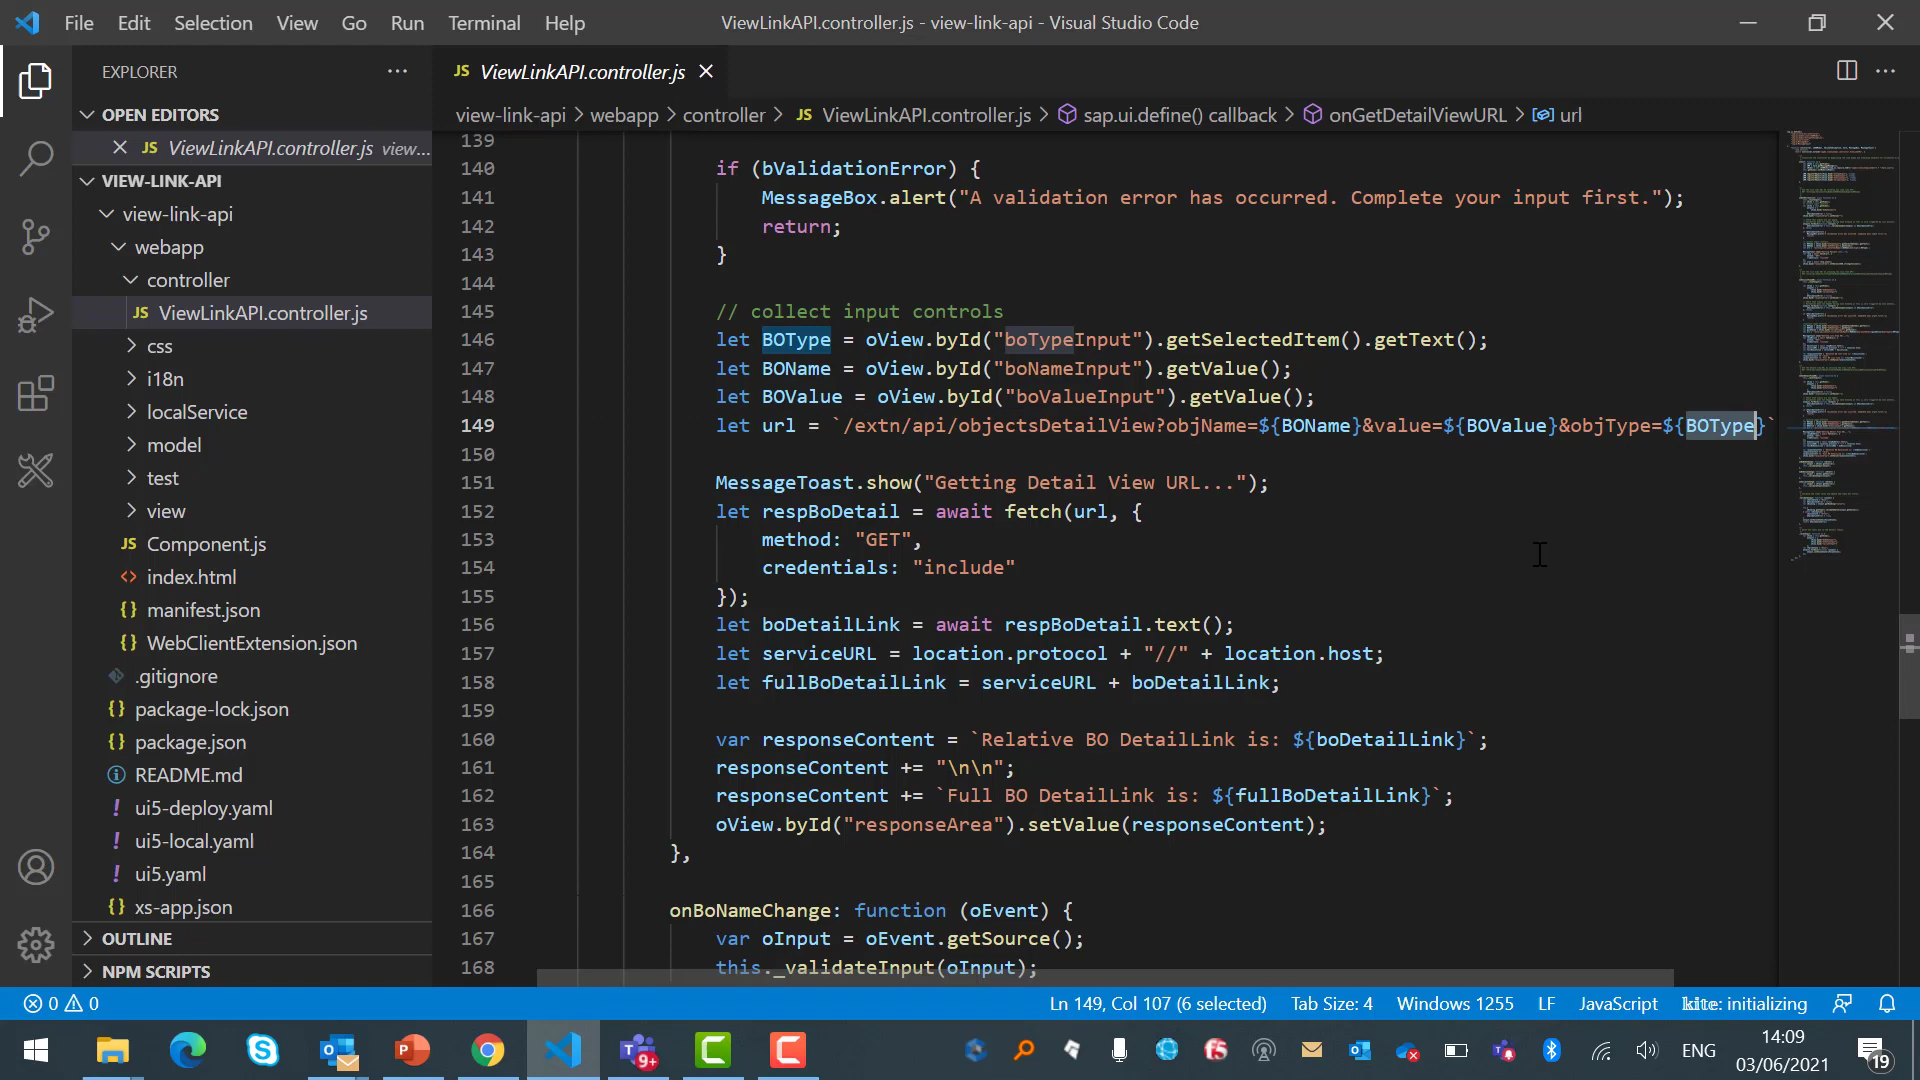 File Edit Selection View Go Run Terminal Help
ViewLinkAPI.controller.js - view-link-api - Visual Studio Code
EXPLORER
OPEN EDITORS
JS ViewLinkAPI.controller.js view...
VIEW-LINK-API
view-link-api
webapp
controller
JS ViewLinkAPI.controller.js
css
i18n
localService
model
test
view
JS Component.js
index.html
{} manifest.json
{} WebClientExtension.json
.gitignore
{} package-lock.json
{} package.json
README.md
! ui5-deploy.yaml
! ui5-local.yaml
! ui5.yaml
{} xs-app.json
OUTLINE
NPM SCRIPTS
JS ViewLinkAPI.controller.js
view-link-api > webapp > controller > JS ViewLinkAPI.controller.js > sap.ui.define() callback > onGetDetailViewURL > url
139
140 if (bValidationError) {
141 MessageBox.alert("A validation error has occurred. Complete your input first.");
142 return;
143 }
144
145 // collect input controls
146 let BOType = oView.byId("boTypeInput").getSelectedItem().getText();
147 let BOName = oView.byId("boNameInput").getValue();
148 let BOValue = oView.byId("boValueInput").getValue();
149 let url = `/extn/api/objectsDetailView?objName=${BOName}&value=${BOValue}&objType=${BOType}`
150
151 MessageToast.show("Getting Detail View URL...");
152 let respBoDetail = await fetch(url, {
153 method: "GET",
154 credentials: "include"
155 });
156 let boDetailLink = await respBoDetail.text();
157 let serviceURL = location.protocol + "//" + location.host;
158 let fullBoDetailLink = serviceURL + boDetailLink;
159
160 var responseContent = `Relative BO DetailLink is: ${boDetailLink}`;
161 responseContent += "\n\n";
162 responseContent += `Full BO DetailLink is: ${fullBoDetailLink}`;
163 oView.byId("responseArea").setValue(responseContent);
164 },
165
166 onBoNameChange: function (oEvent) {
167 var oInput = oEvent.getSource();
168 this._validateInput(oInput);
0 0
Ln 149, Col 107 (6 selected) Tab Size: 4 Windows 1255 LF JavaScript kite: initializing
ENG
14:09
03/06/2021
19
9+